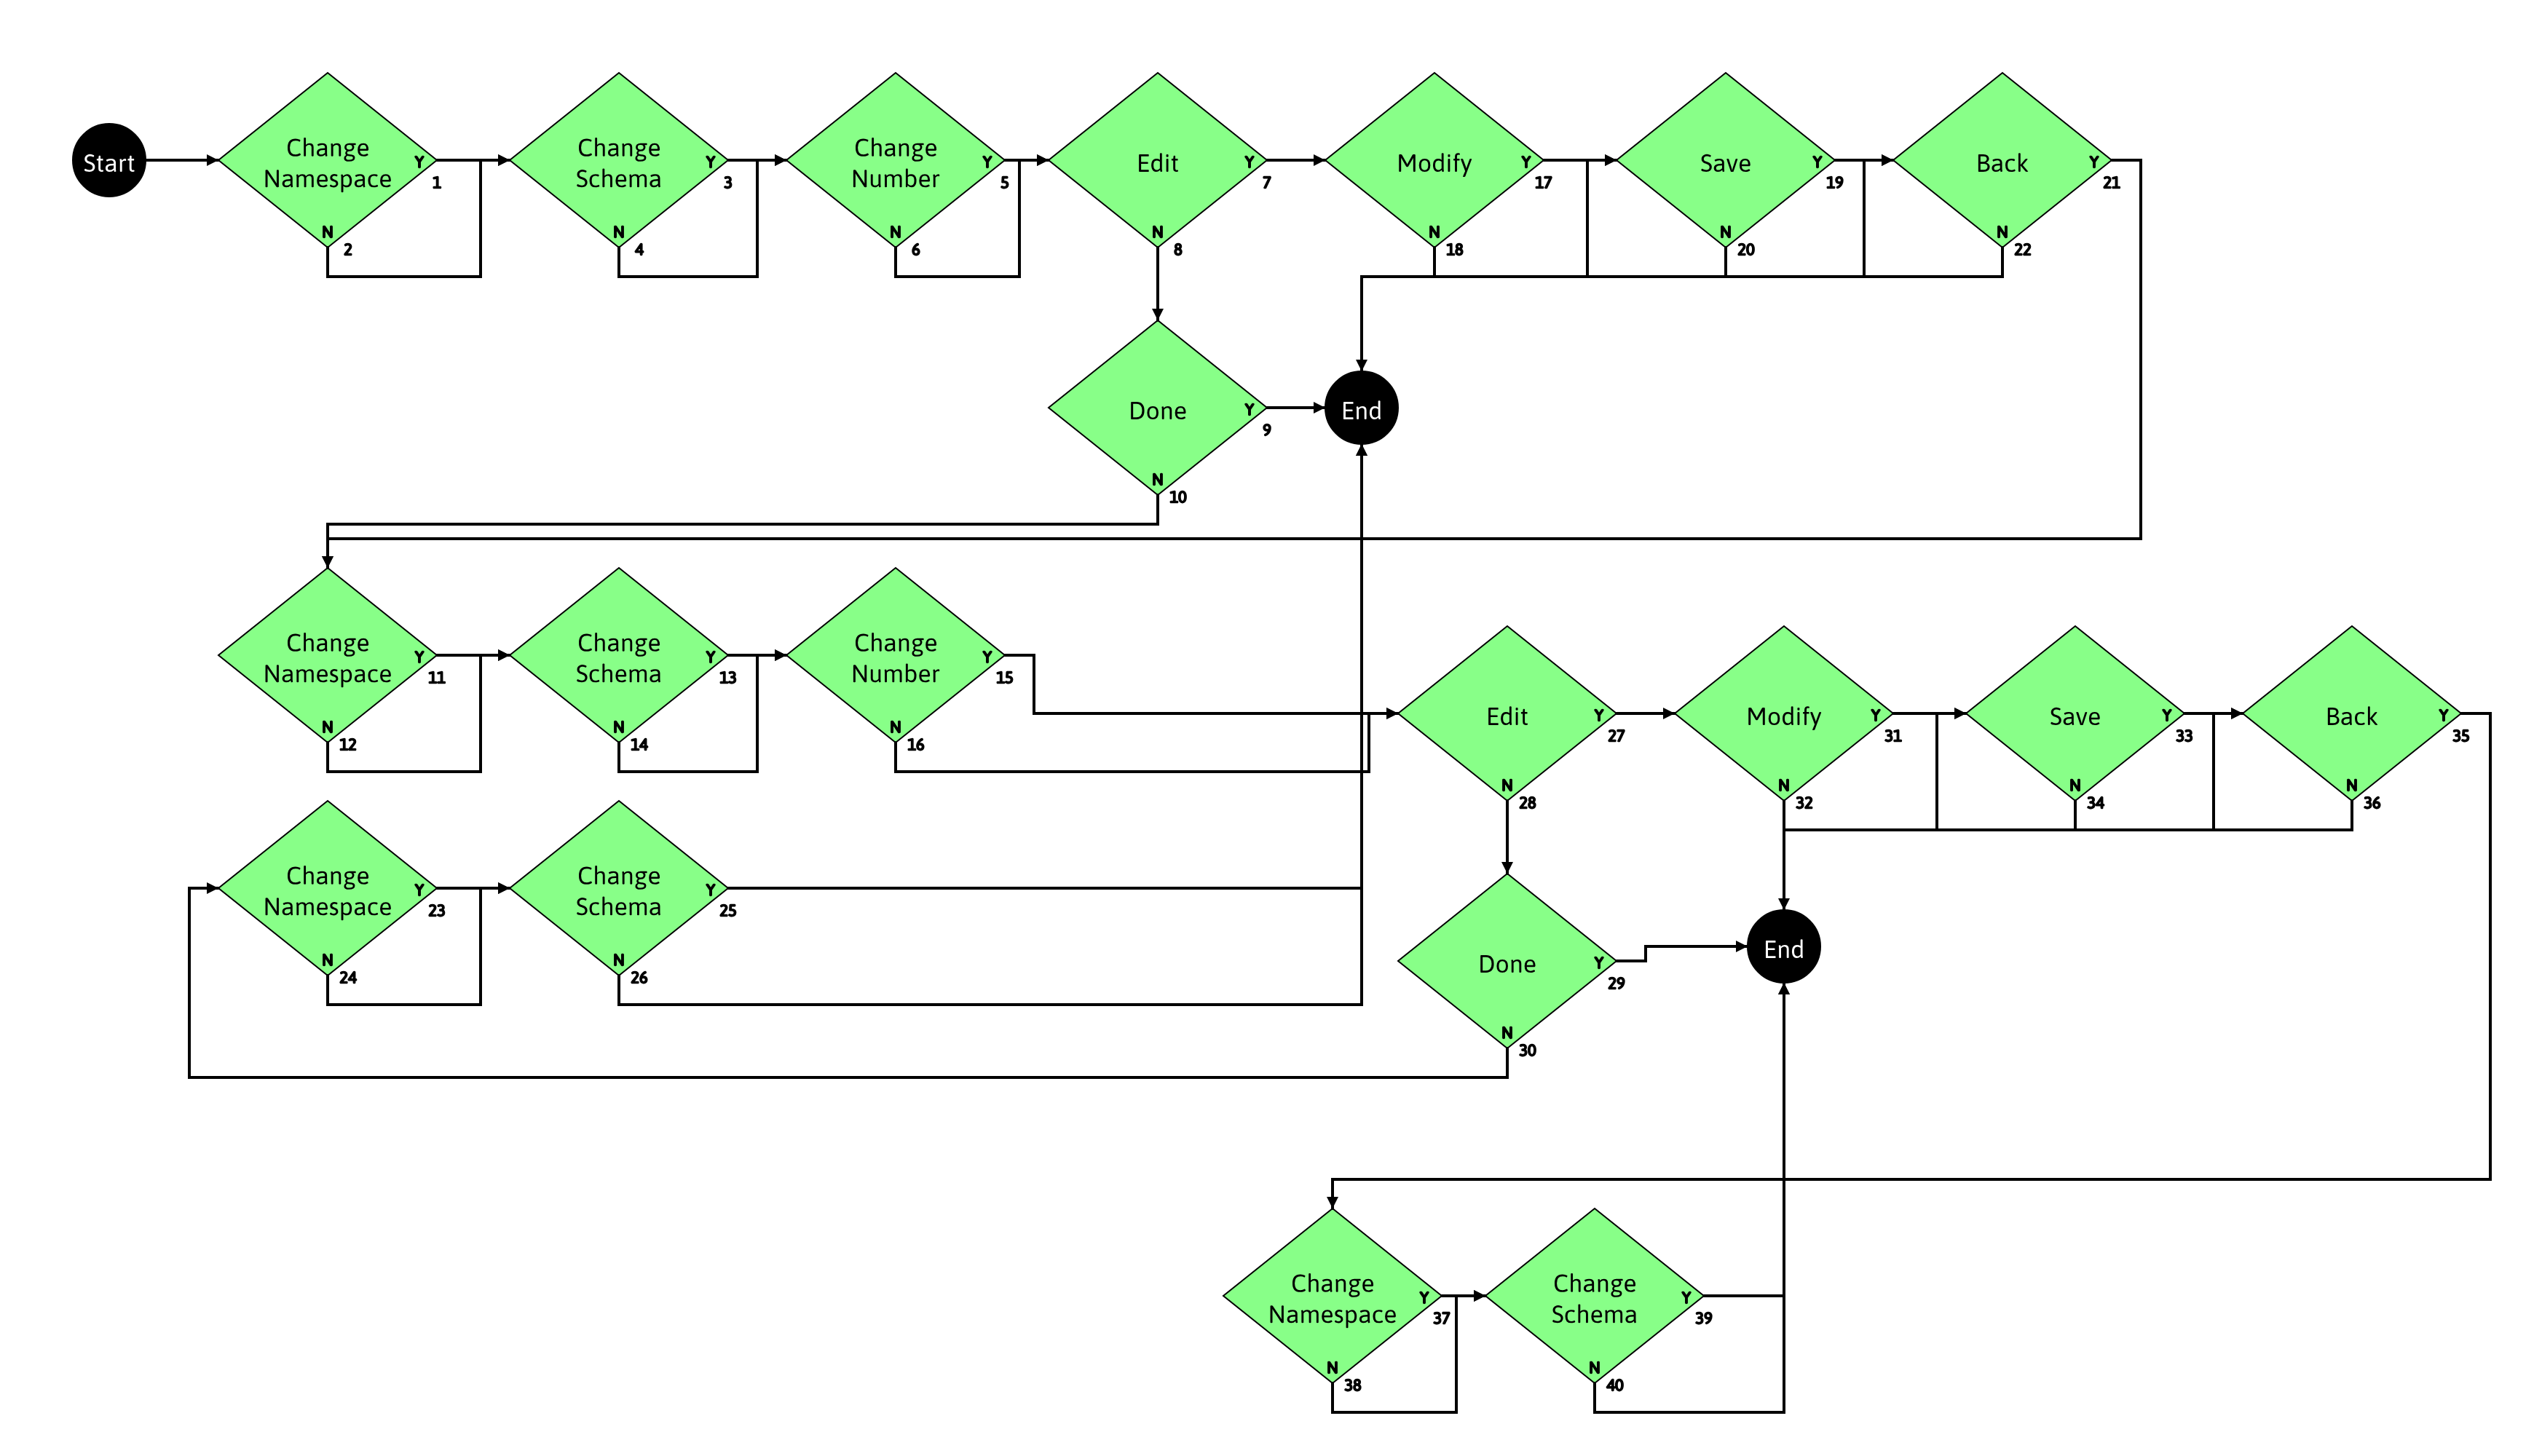 Start
Change
Namespace
Y
1
N
2
Change
Schema
Y
3
N
4
Change
Number
Y
5
N
6
Edit
Y
7
N
8
Modify
Y
17
N
18
Save
Y
19
N
20
Back
Y
21
N
22
Done
Y
9
N
10
End
Change
Namespace
Y
11
N
12
Change
Schema
Y
13
N
14
Change
Number
Y
15
N
16
Edit
Y
27
N
28
Modify
Y
31
N
32
Save
Y
33
N
34
Back
Y
35
N
36
Change
Namespace
Y
23
N
24
Change
Schema
Y
25
N
26
Done
Y
29
N
30
End
Change
Namespace
Y
37
N
38
Change
Schema
Y
39
N
40